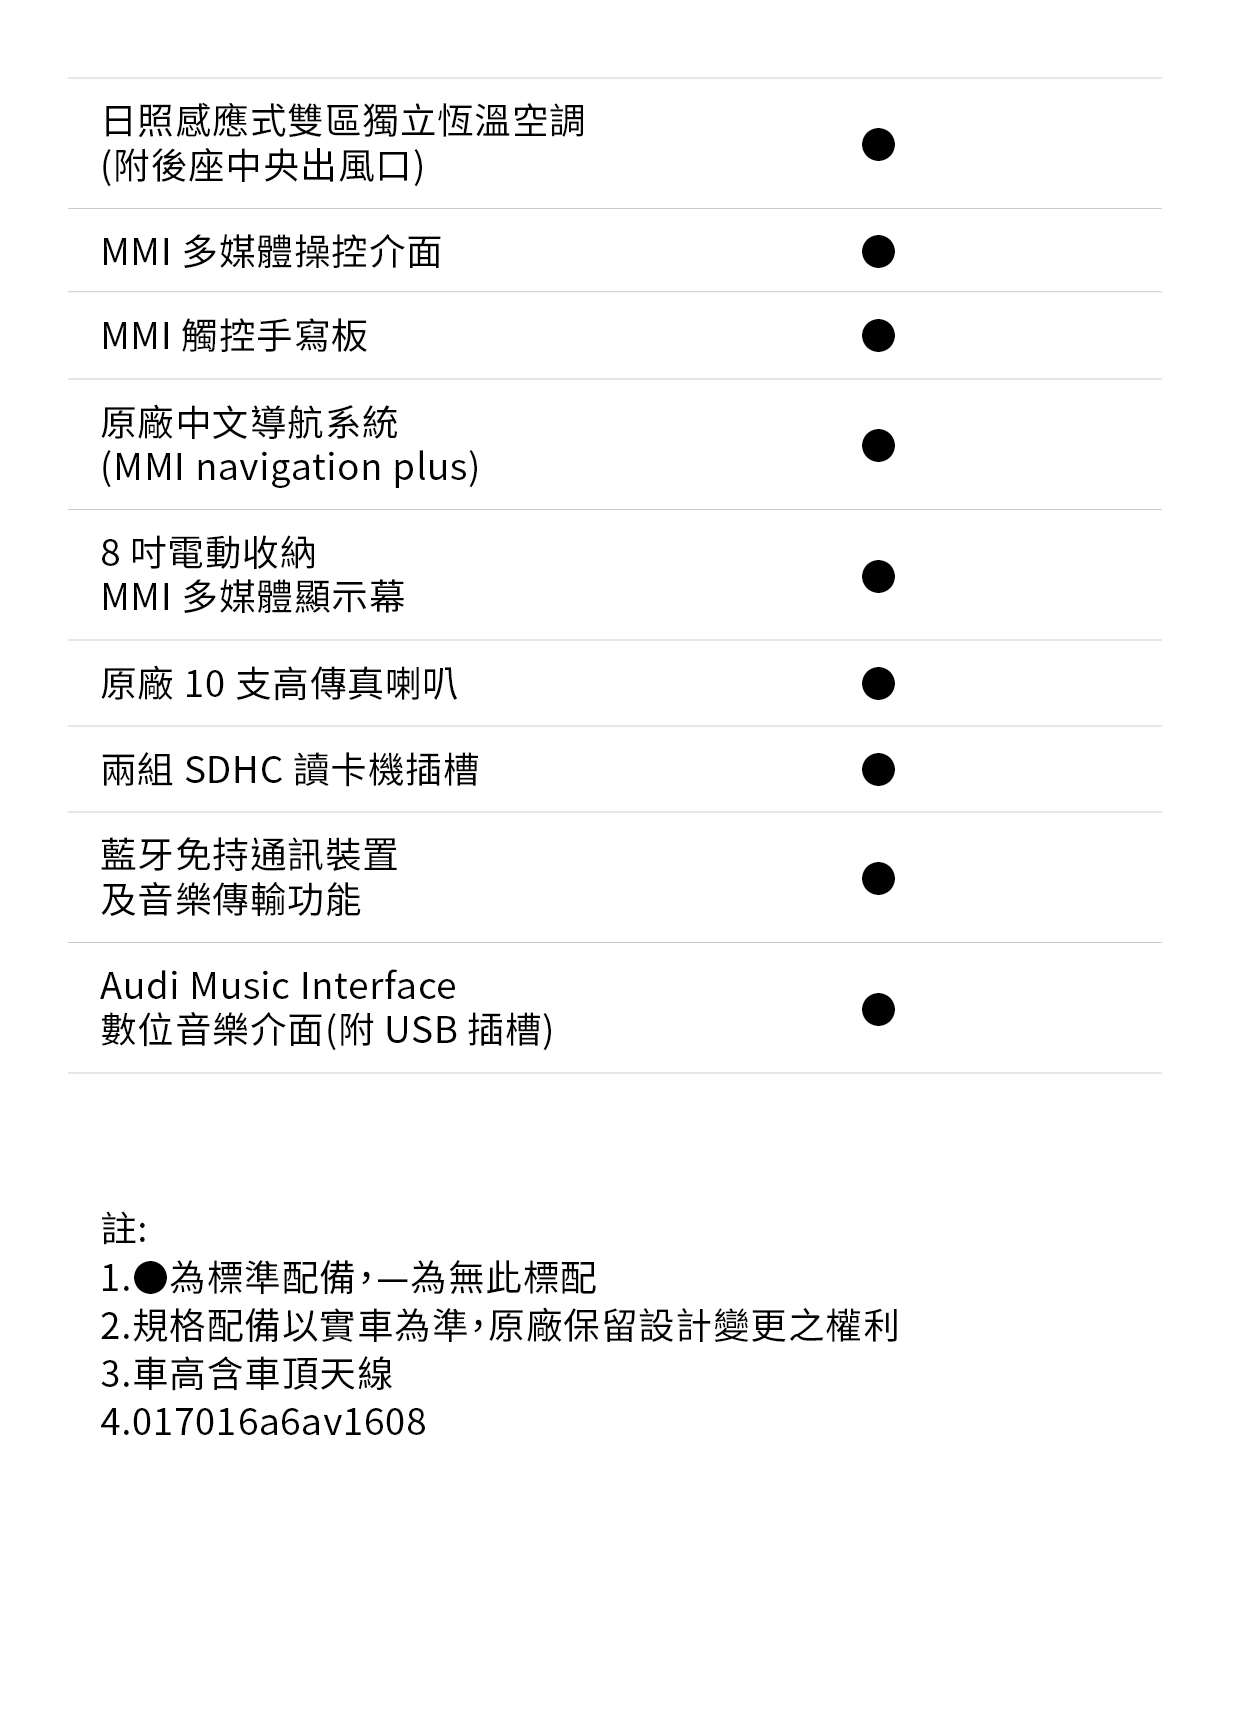 日照感應式雙區獨立恆溫空調
(附後座中央出風口)
●
MMI 多媒體操控介面
●
MMI 觸控手寫板
●
原廠中文導航系統
(MMI navigation plus)
●
8 吋電動收納
MMI 多媒體顯示幕
●
原廠 10 支高傳真喇叭
●
兩組 SDHC 讀卡機插槽
●
藍牙免持通訊裝置
及音樂傳輸功能
●
Audi Music Interface
數位音樂介面(附 USB 插槽)
●
註:
1.●為標準配備，—為無此標配
2.規格配備以實車為準，原廠保留設計變更之權利
3.車高含車頂天線
4.017016a6av1608